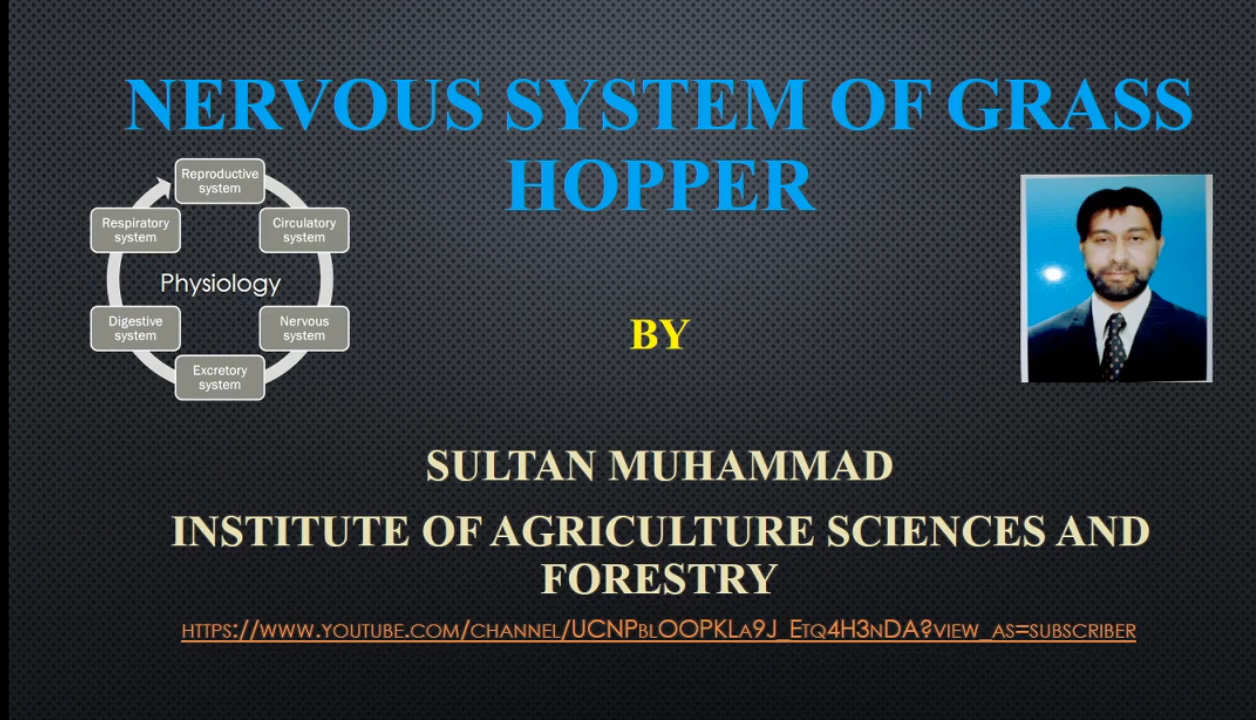 NERVOUS SYSTEM OF GRASS
HOPPER
Reproductive
system
Circulatory
system
Nervous
system
Excretory
system
Digestive
system
Respiratory
system
Physiology
BY
SULTAN MUHAMMAD
INSTITUTE OF AGRICULTURE SCIENCES AND
FORESTRY
HTTPS://WWW.YOUTUBE.COM/CHANNEL/UCNPBLOOPKLA9J_ETQ4H3NDA?VIEW_AS=SUBSCRIBER